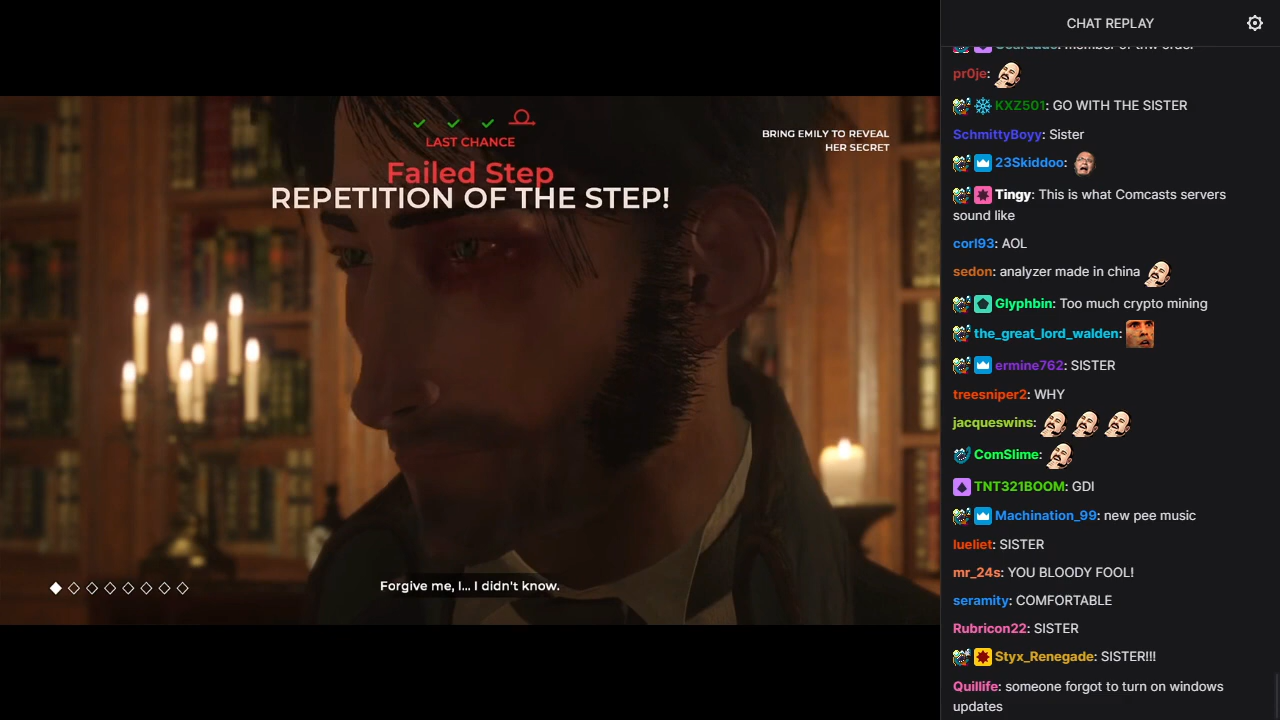 LAST CHANCE
Failed Step
REPETITION OF THE STEP!
BRING EMILY TO REVEAL
HER SECRET
Forgive me, I... I didn't know.
CHAT REPLAY
pr0je:
KXZ501: GO WITH THE SISTER
SchmittyBoyy: Sister
23Skiddoo:
Tingy: This is what Comcasts servers
sound like
corl93: AOL
sedon: analyzer made in china
Glyphbin: Too much crypto mining
the_great_lord_walden:
ermine762: SISTER
treesniper2: WHY
jacqueswins:
ComSlime:
TNT321BOOM: GDI
Machination_99: new pee music
lueliet: SISTER
mr_24s: YOU BLOODY FOOL!
seramity: COMFORTABLE
Rubricon22: SISTER
Styx_Renegade: SISTER!!!
Quillife: someone forgot to turn on windows
updates